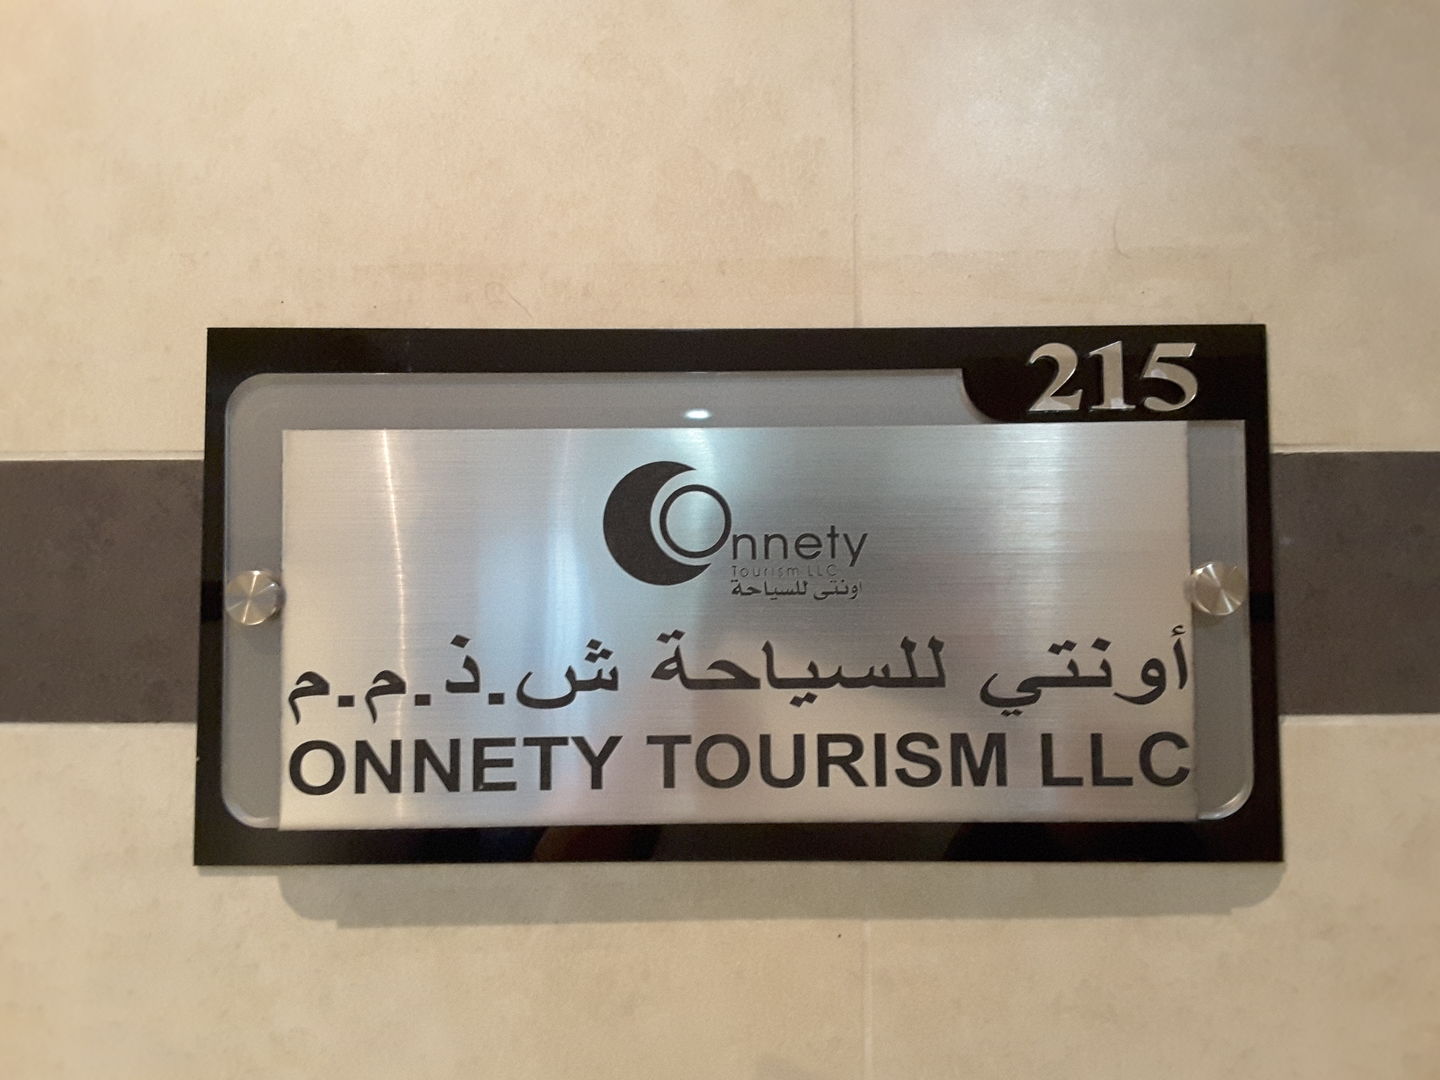 215
Onnety
Tourism LLC
اونتى للسياحة
أونتي للسياحة ش.ذ.م.م
ONNETY TOURISM LLC